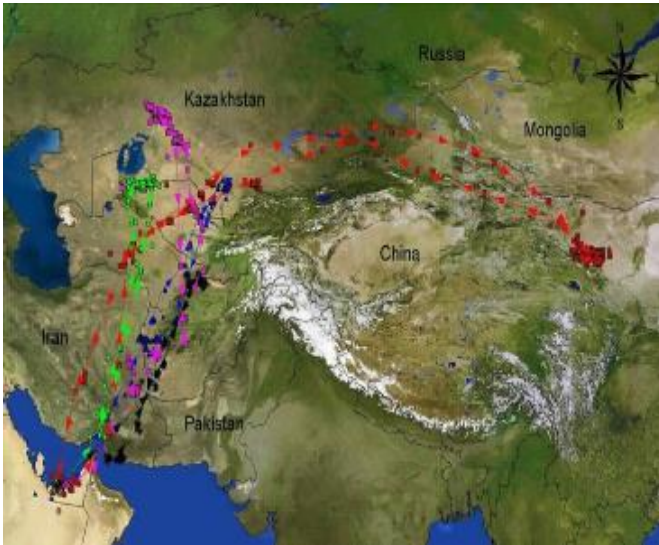 Russia
N
Kazakhstan
Mongolia
S
China
Iran
Pakistan